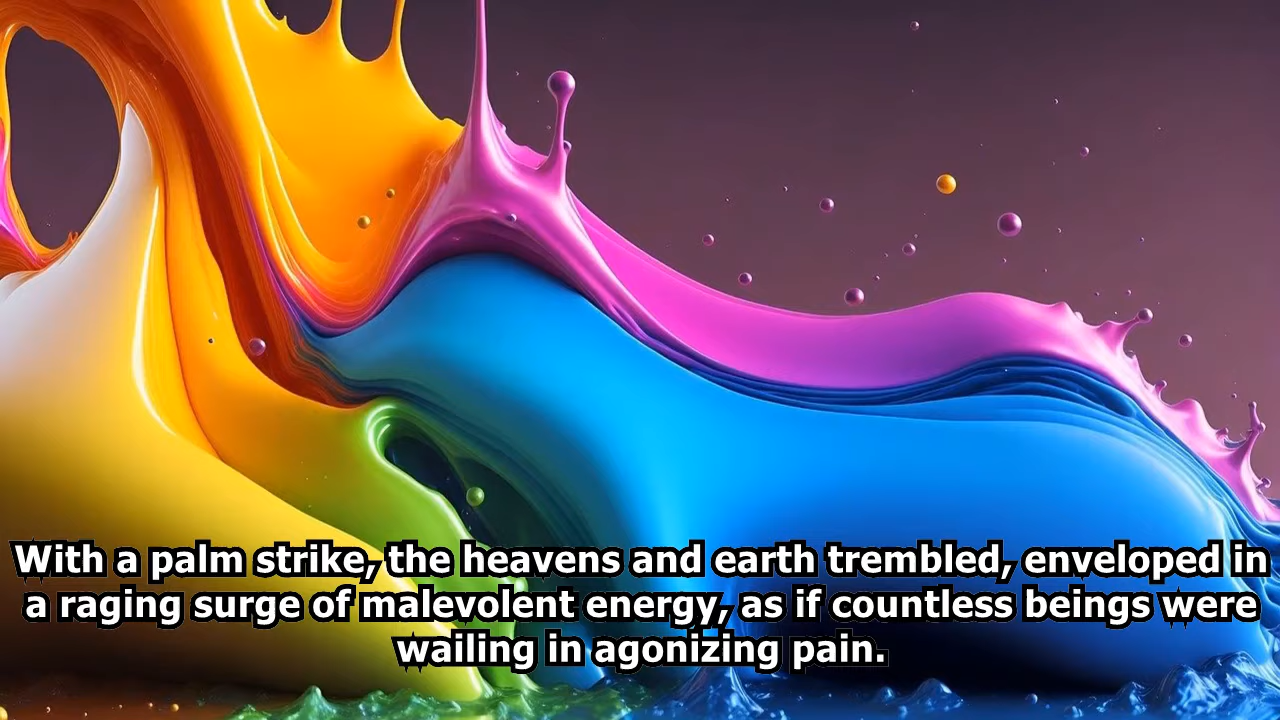 With a palm strike, the heavens and earth trembled, enveloped in
a raging surge of malevolent energy, as if countless beings were
wailing in agonizing pain.